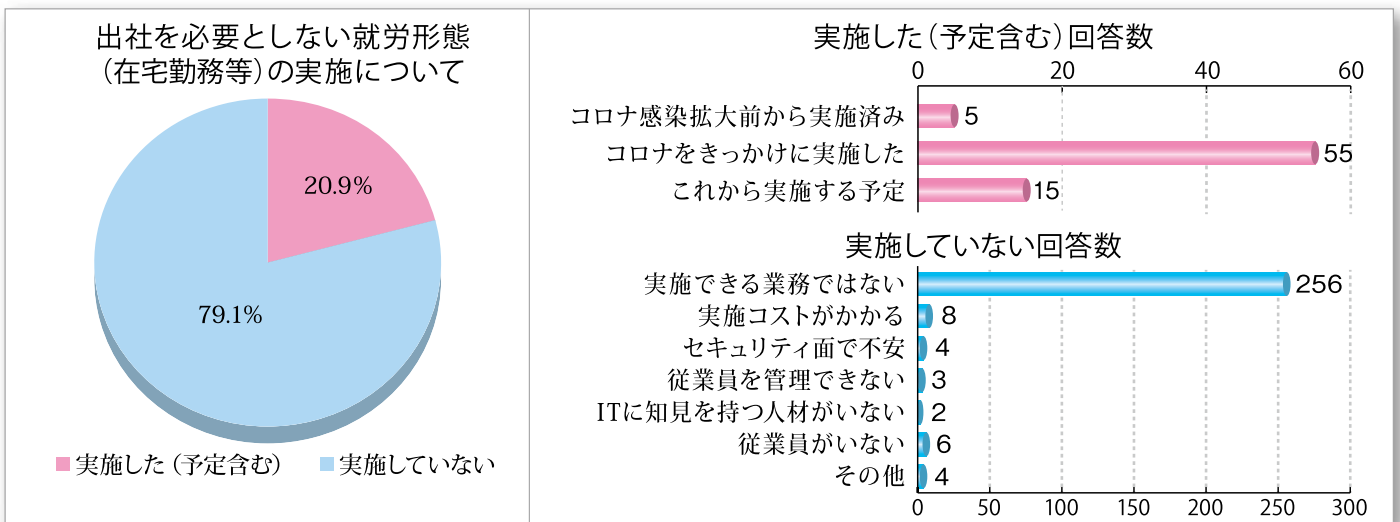 出社を必要としない就労形態
（在宅勤務等）の実施について
20.9%
79.1%
実施した（予定含む） 実施していない
実施した（予定含む）回答数
0 20 40 60
コロナ感染拡大前から実施済み 5
コロナをきっかけに実施した 55
これから実施する予定 15
実施していない回答数
実施できる業務ではない 256
実施コストがかかる 8
セキュリティ面で不安 4
従業員を管理できない 3
ITに知見を持つ人材がいない 2
従業員がいない 6
その他 4
0 50 100 150 200 250 300